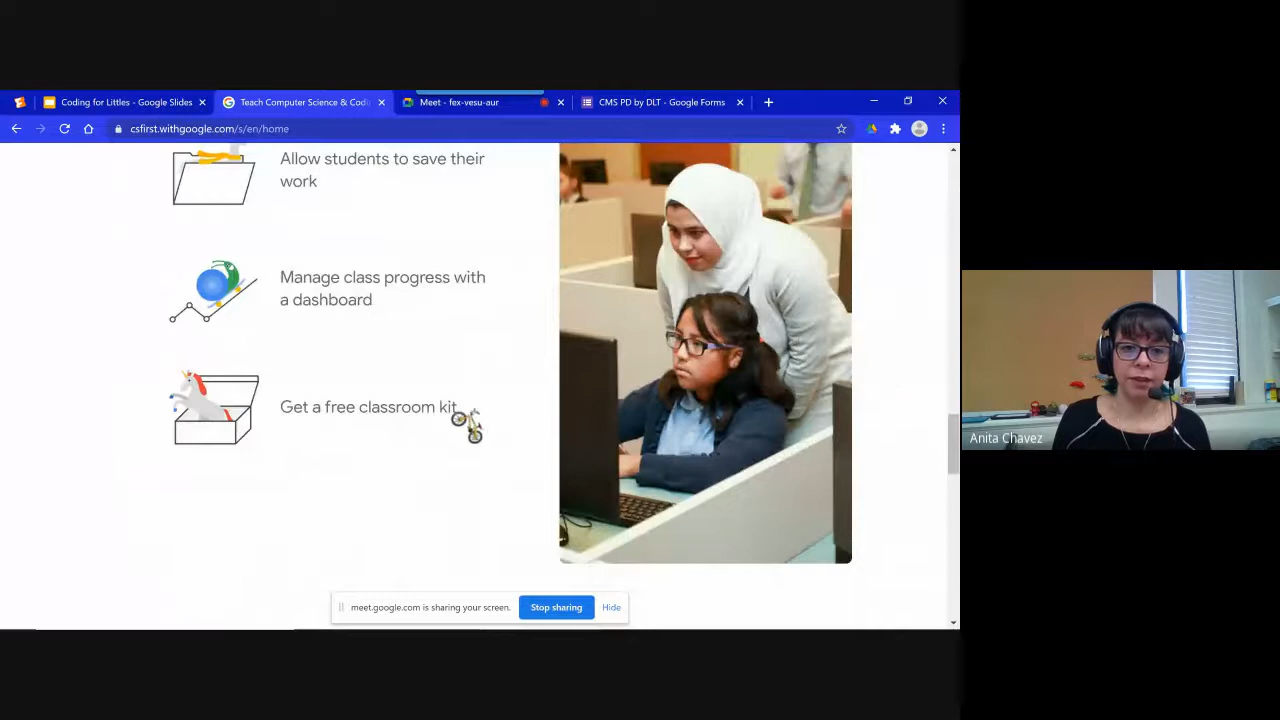 Coding for Littles - Google Slides
Teach Computer Science & Codi
Meet - fex-vesu-aur
CMS PD by DLT - Google Forms
csfirst.withgoogle.com/s/en/home
Allow students to save their
work
Manage class progress with
a dashboard
Get a free classroom kit
meet.google.com is sharing your screen.
Stop sharing
Hide
Anita Chavez